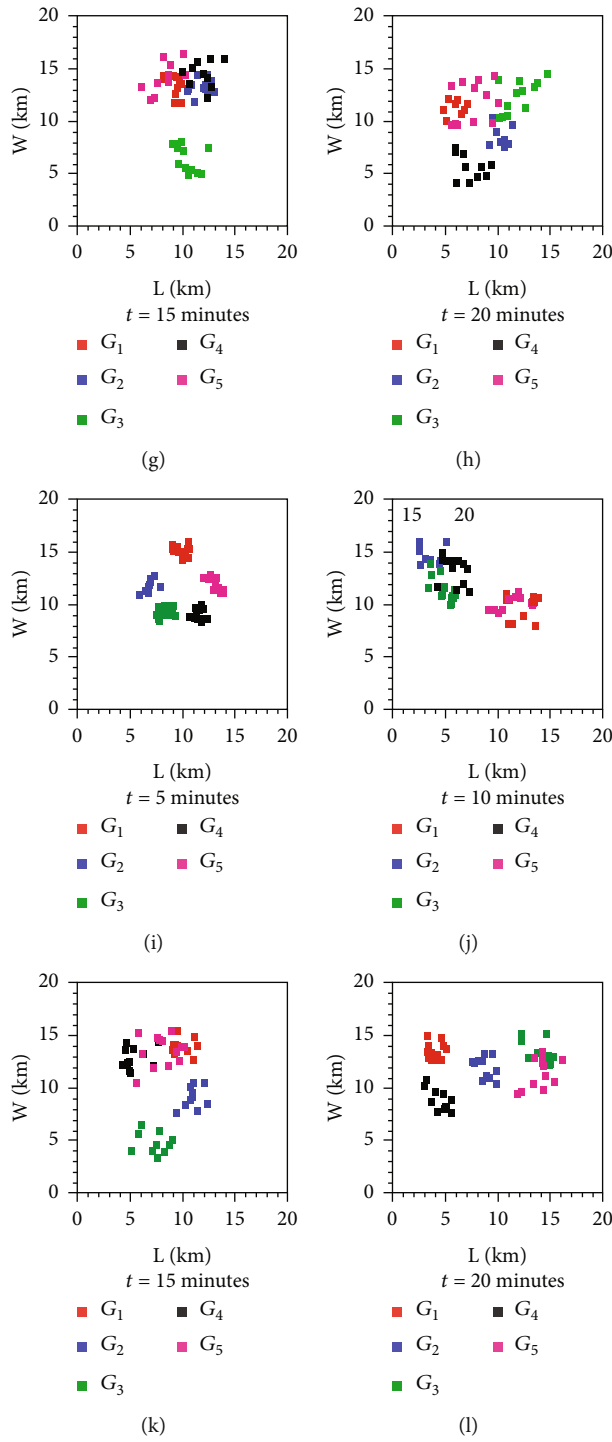 20 20
15 15
W (km) 10 W (km) 10
5 5
0 0
0 5 10 15 20 0 5 10 15 20
L (km) L (km)
t = 15 minutes t = 20 minutes
G1 G4 G1 G4
G2 G5 G2 G5
G3 G3
(g) (h)
20 20
15 20
15 15
W (km) 10 W (km) 10
5 5
0 0
0 5 10 15 20 0 5 10 15 20
L (km) L (km)
t = 5 minutes t = 10 minutes
G1 G4 G1 G4
G2 G5 G2 G5
G3 G3
(i) (j)
20 20
15 15
W (km) 10 W (km) 10
5 5
0 0
0 5 10 15 20 0 5 10 15 20
L (km) L (km)
t = 15 minutes t = 20 minutes
G1 G4 G1 G4
G2 G5 G2 G5
G3 G3
(k) (l)